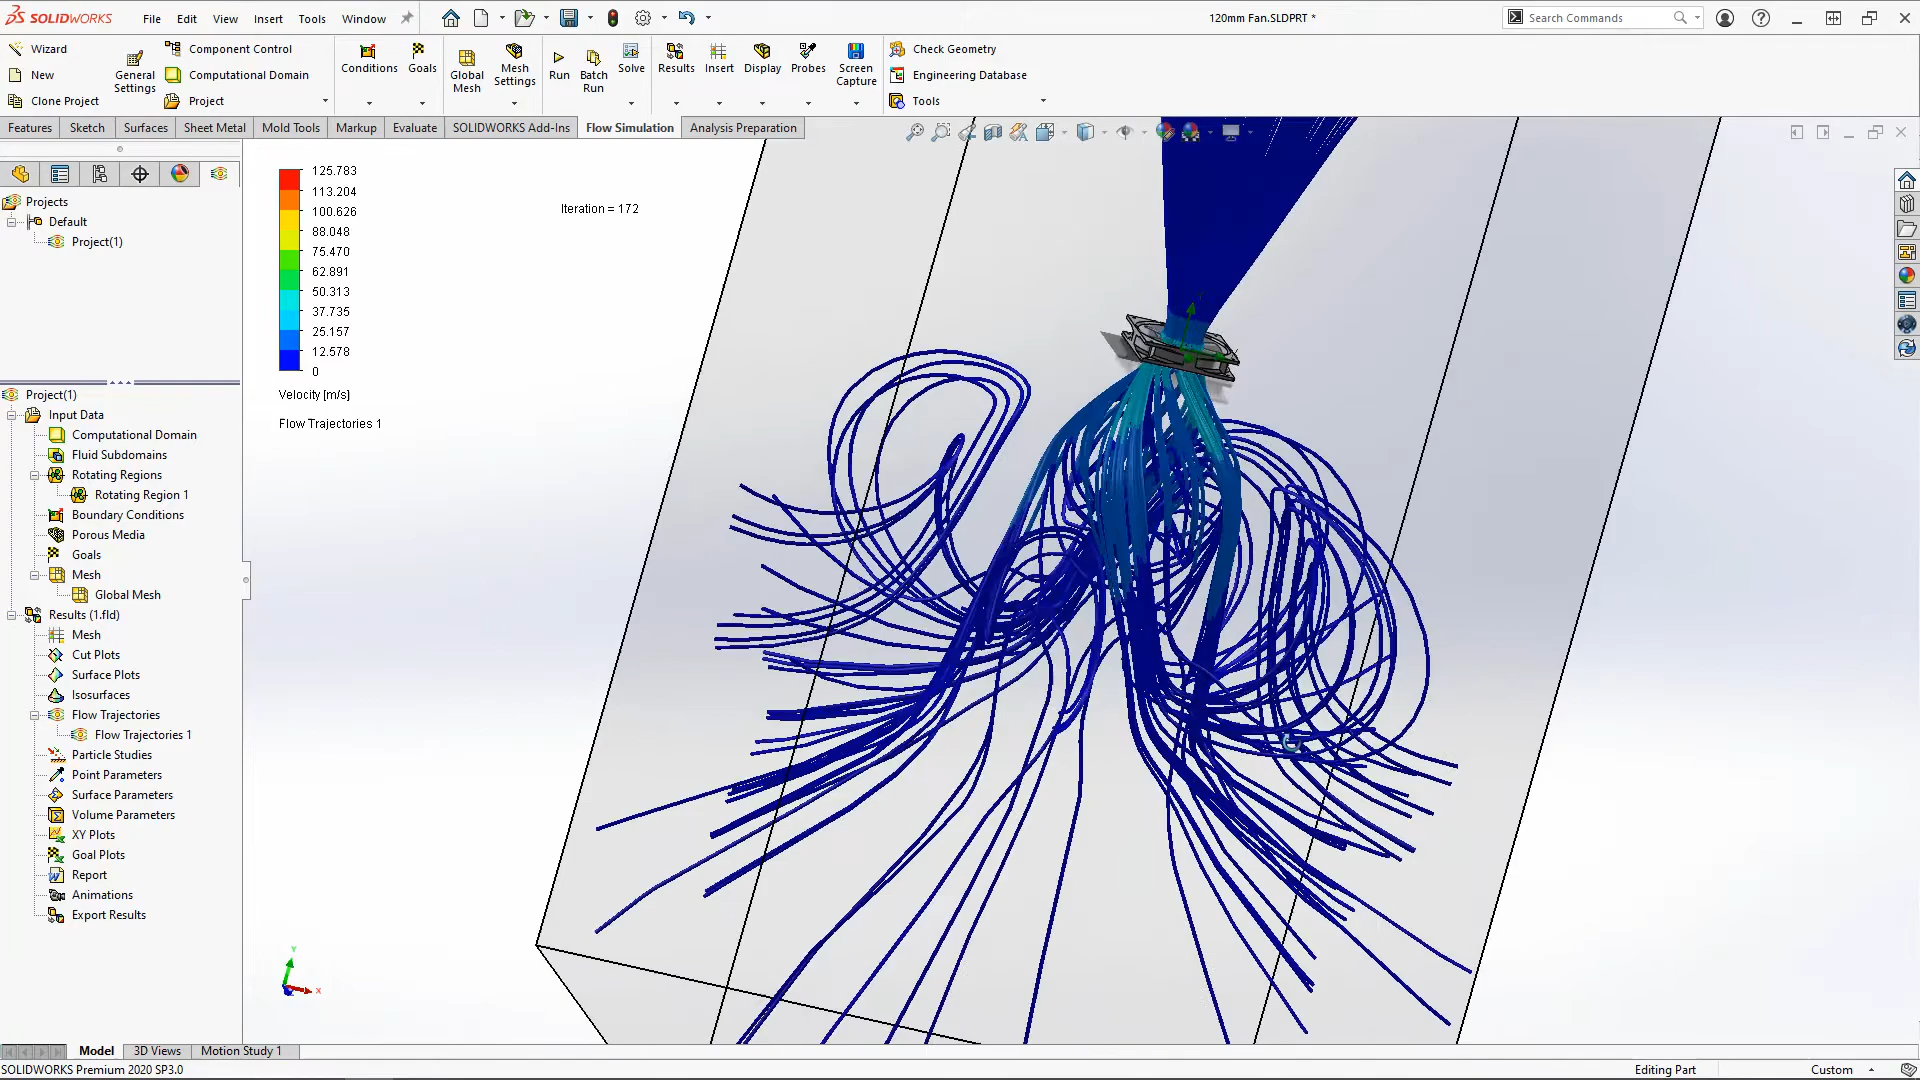 SOLIDWORKS File Edit View Insert Tools Window 120mm Fan.SLDPRT * Search Commands
Wizard
New
Clone Project
General Settings
Component Control
Computational Domain
Project
Conditions
Goals
Global Mesh
Mesh Settings
Run
Batch Run
Solve
Results
Insert
Display
Probes
Screen Capture
Check Geometry
Engineering Database
Tools
Features Sketch Surfaces Sheet Metal Mold Tools Markup Evaluate SOLIDWORKS Add-Ins Flow Simulation Analysis Preparation
Projects
Default
Project(1)
Project(1)
Input Data
Computational Domain
Fluid Subdomains
Rotating Regions
Rotating Region 1
Boundary Conditions
Porous Media
Goals
Mesh
Global Mesh
Results (1.fld)
Mesh
Cut Plots
Surface Plots
Isosurfaces
Flow Trajectories
Flow Trajectories 1
Particle Studies
Point Parameters
Surface Parameters
Volume Parameters
XY Plots
Goal Plots
Report
Animations
Export Results
125.783
113.204
100.626
88.048
75.470
62.891
50.313
37.735
25.157
12.578
0
Velocity [m/s]
Flow Trajectories 1
Iteration = 172
Y
X
Model 3D Views Motion Study 1
SOLIDWORKS Premium 2020 SP3.0 Editing Part Custom